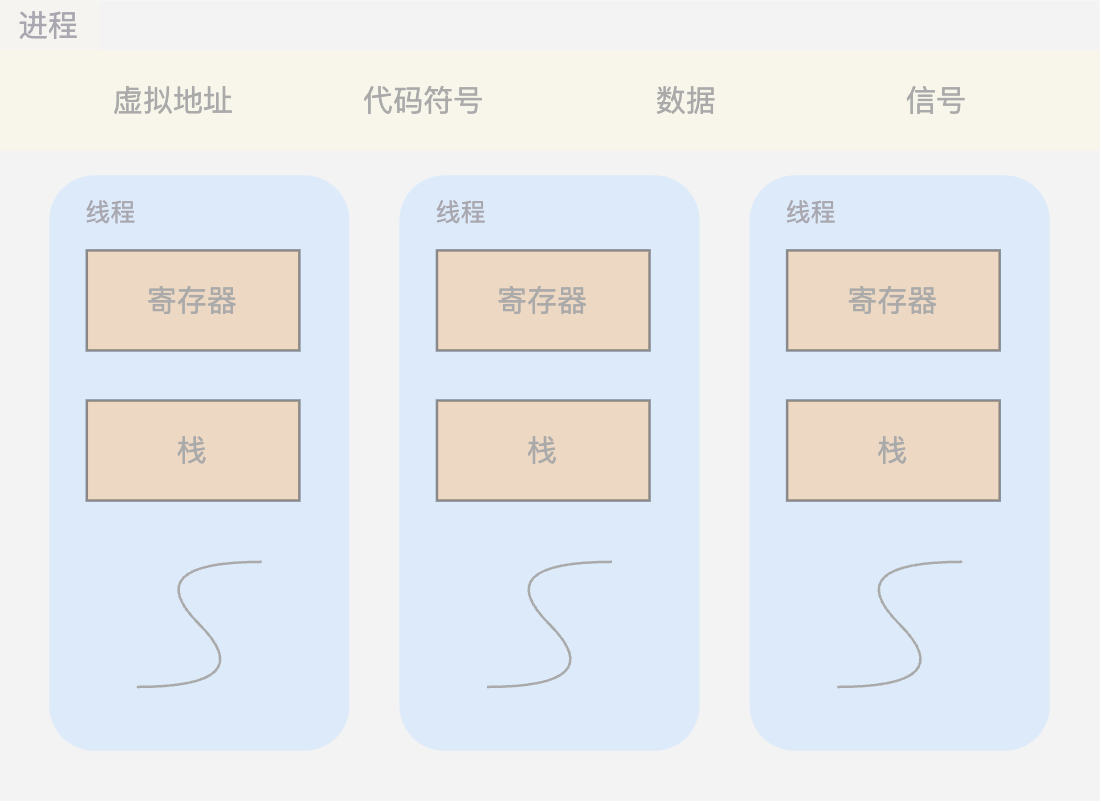 进程
虚拟地址 代码符号 数据 信号
线程 线程 线程
寄存器 寄存器 寄存器
栈 栈 栈